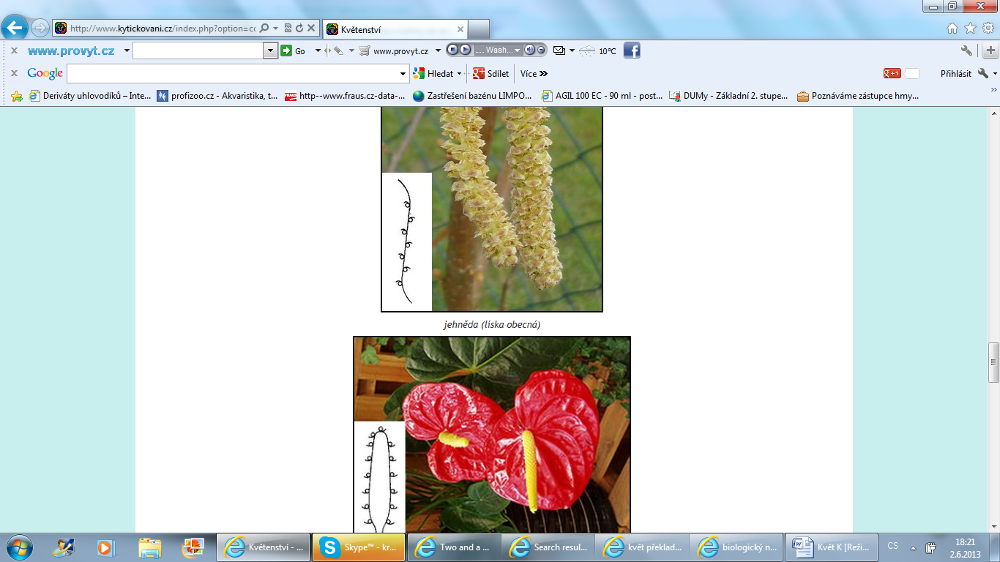 http://www.kytickovani.cz/index.php?option=cc
Květenství
www.provyt.cz
Go
www.provyt.cz
..... Wash...
10°C
Google
Hledat
Sdílet
Více
+1
Přihlásit
Deriváty uhlovodíků – Inte...
profizoo.cz - Akvaristika, t...
FRAUS
http--www.fraus.cz-data-...
Zastřešení bazénu LIMPO...
AGIL 100 EC - 90 ml - post...
DUMy - Základní 2. stupe...
Poznáváme zástupce hmy...
jehněda (líska obecná)
Květenství - ...
Skype™ - kr...
Two and a ...
Search resul...
květ překlad...
biologický n...
Květ K [Reži...
CS
18:21
2.6.2013